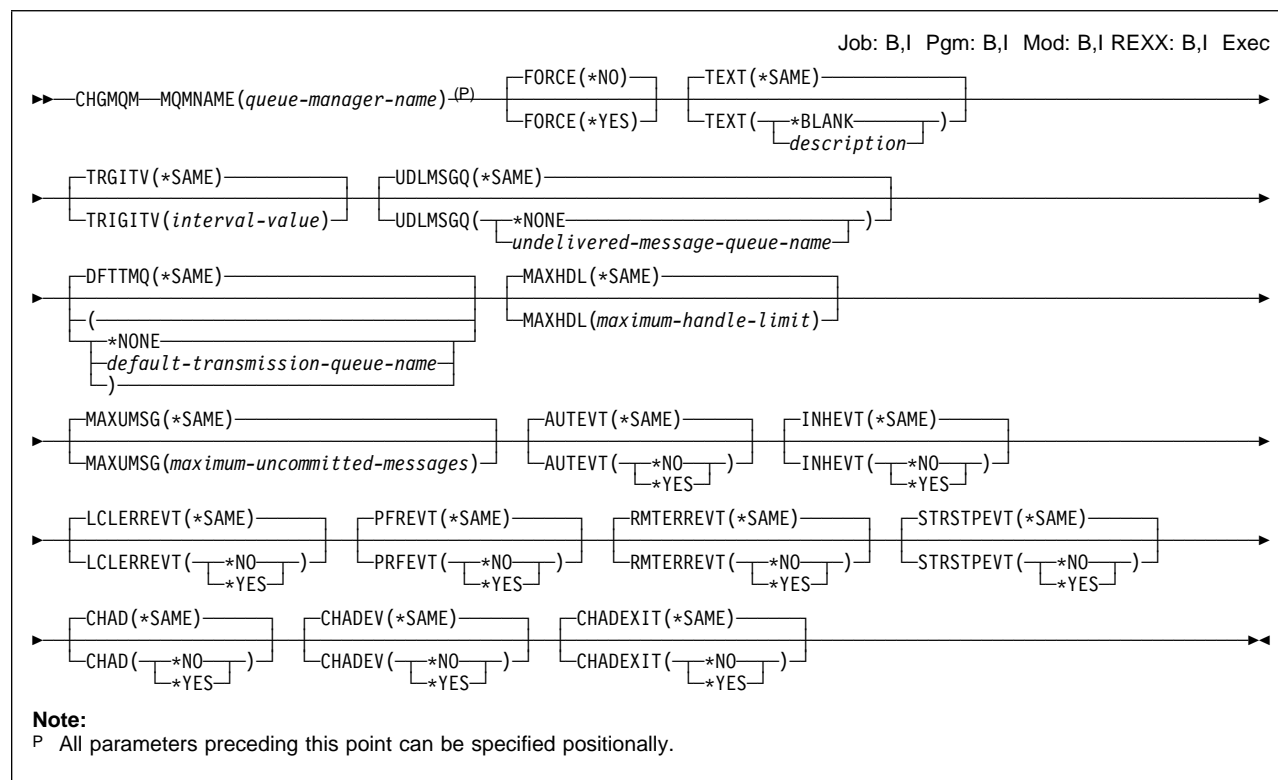 Job: B,I Pgm: B,I Mod: B,I REXX: B,I Exec
FORCE(*NO) TEXT(*SAME)
CHGMQM MQMNAME(queue-manager-name) (P)
FORCE(*YES) TEXT( *BLANK )
description
TRGITV(*SAME) UDLMSGQ(*SAME)
TRIGITV(interval-value) UDLMSGQ( *NONE )
undelivered-message-queue-name
DFTTMQ(*SAME) MAXHDL(*SAME)
( MAXHDL(maximum-handle-limit)
*NONE
default-transmission-queue-name
)
MAXUMSG(*SAME) AUTEVT(*SAME) INHEVT(*SAME)
MAXUMSG(maximum-uncommitted-messages) AUTEVT( *NO ) INHEVT( *NO )
*YES *YES
LCLERREVT(*SAME) PFREVT(*SAME) RMTERREVT(*SAME) STRSTPEVT(*SAME)
LCLERREVT( *NO ) PRFEVT( *NO ) RMTERREVT( *NO ) STRSTPEVT( *NO )
*YES *YES *YES *YES
CHAD(*SAME) CHADEV(*SAME) CHADEXIT(*SAME)
CHAD( *NO ) CHADEV( *NO ) CHADEXIT( *NO )
*YES *YES *YES
Note:
P All parameters preceding this point can be specified positionally.